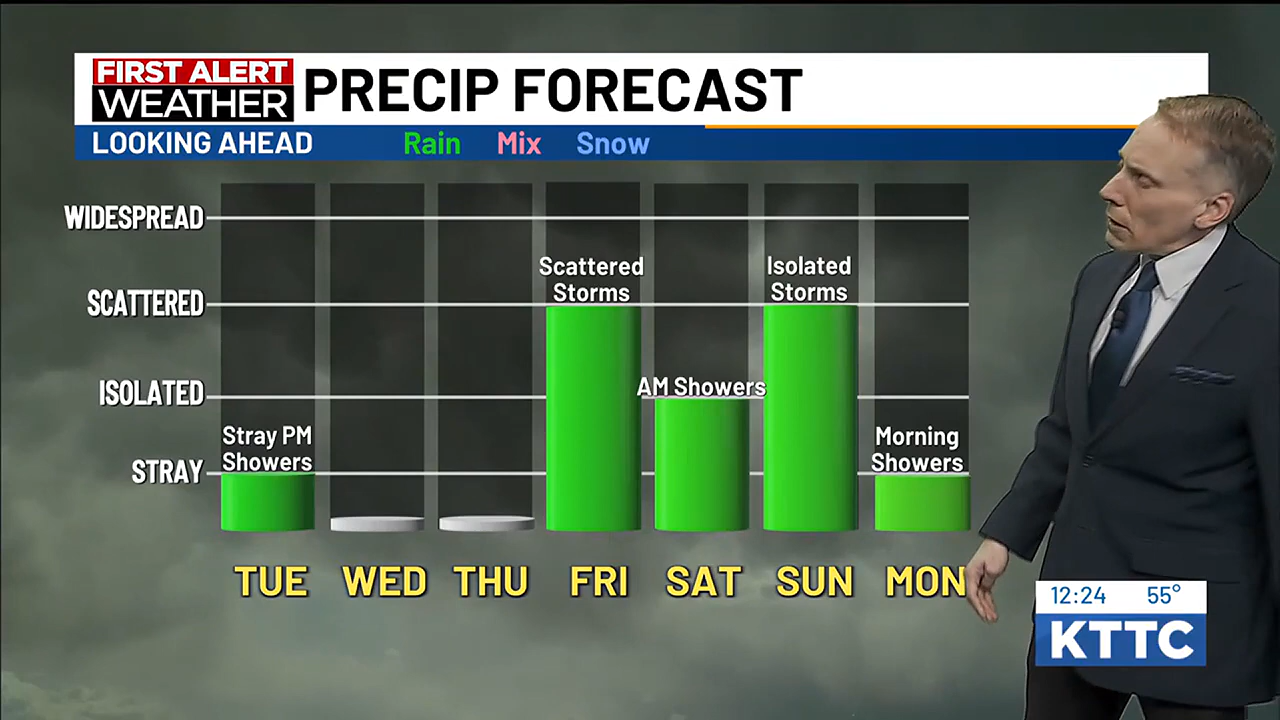 FIRST ALERT
WEATHER
PRECIP FORECAST
LOOKING AHEAD
Rain
Mix
Snow
WIDESPREAD
SCATTERED
ISOLATED
STRAY
Stray PM
Showers
Scattered
Storms
AM Showers
Isolated
Storms
Morning
Showers
TUE
WED
THU
FRI
SAT
SUN
MON
12:24
55°
KTTC